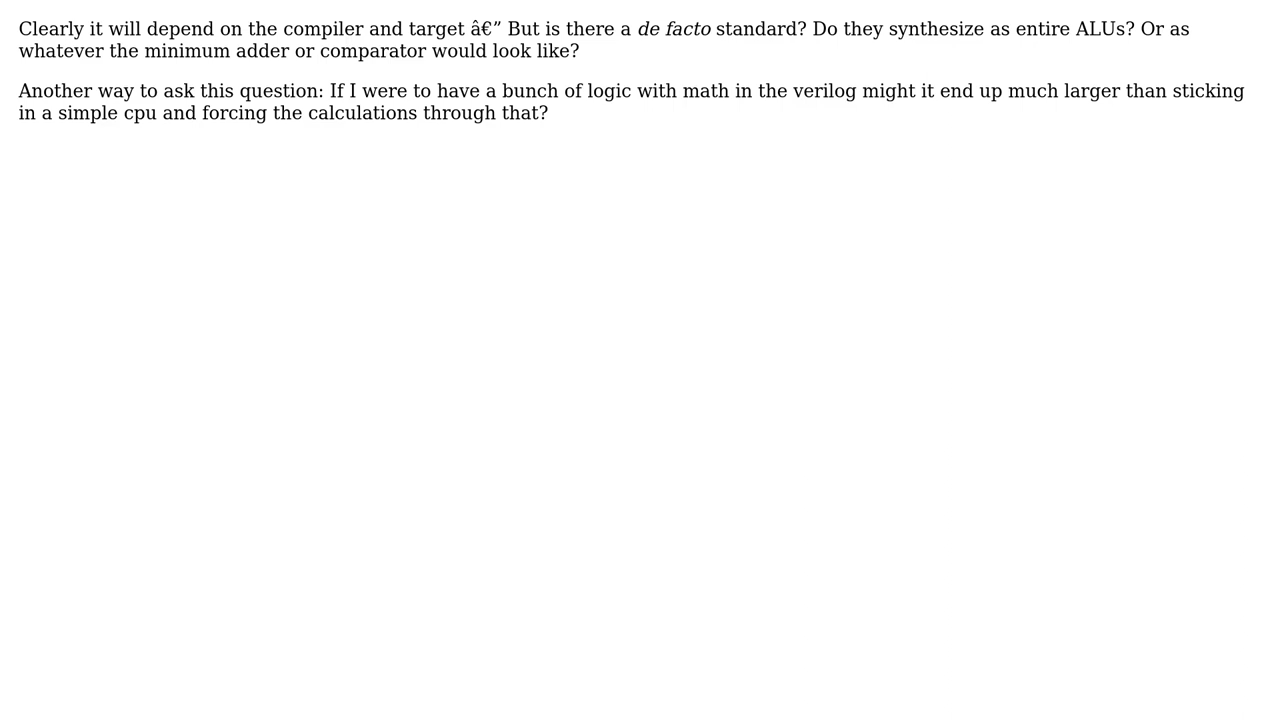 Clearly it will depend on the compiler and target â€” But is there a de facto standard? Do they synthesize as entire ALUs? Or as
whatever the minimum adder or comparator would look like?
Another way to ask this question: If I were to have a bunch of logic with math in the verilog might it end up much larger than sticking
in a simple cpu and forcing the calculations through that?